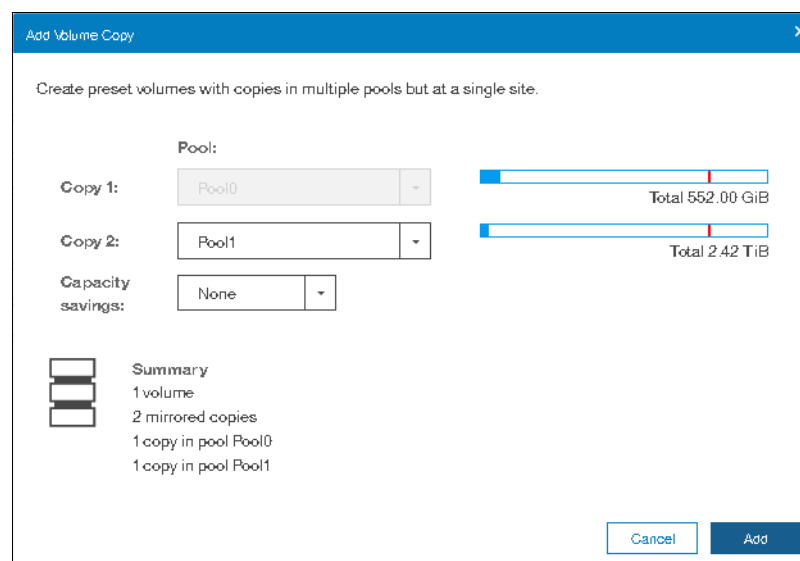 Add Volume Copy
Create preset volumes with copies in multiple pools but at a single site.
Pool:
Copy 1:
Pool0
Total 552.00 GiB
Copy 2:
Pool1
Total 2.42 TiB
Capacity
savings:
None
Summary
1 volume
2 mirrored copies
1 copy in pool Pool0
1 copy in pool Pool1
Cancel
Add